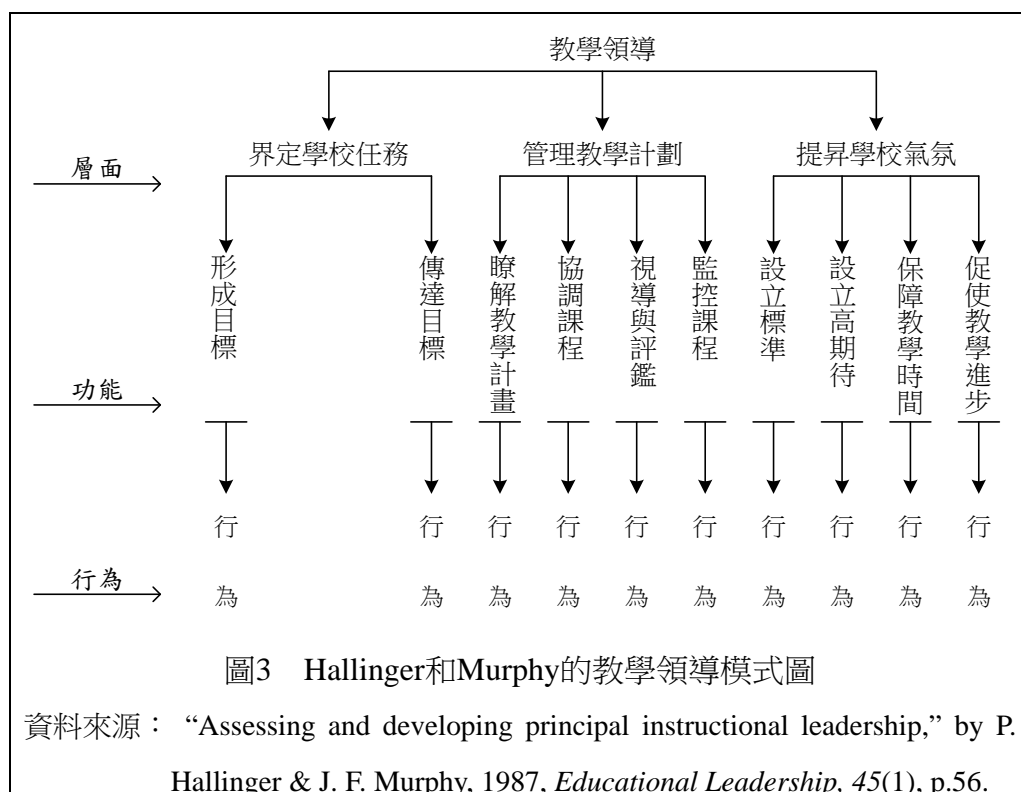 教學領導
界定學校任務 管理教學計劃 提昇學校氣氛
層面
形成目標
傳達目標
瞭解教學計畫
協調課程
視導與評鑑
監控課程
設立標準
設立高期待
保障教學時間
促使教學進步
功能
行為 行為 行為 行為 行為 行為 行為 行為 行為 行為
行為
圖3 Hallinger和Murphy的教學領導模式圖
資料來源： “Assessing and developing principal instructional leadership,” by P.
Hallinger & J. F. Murphy, 1987, Educational Leadership, 45(1), p.56.